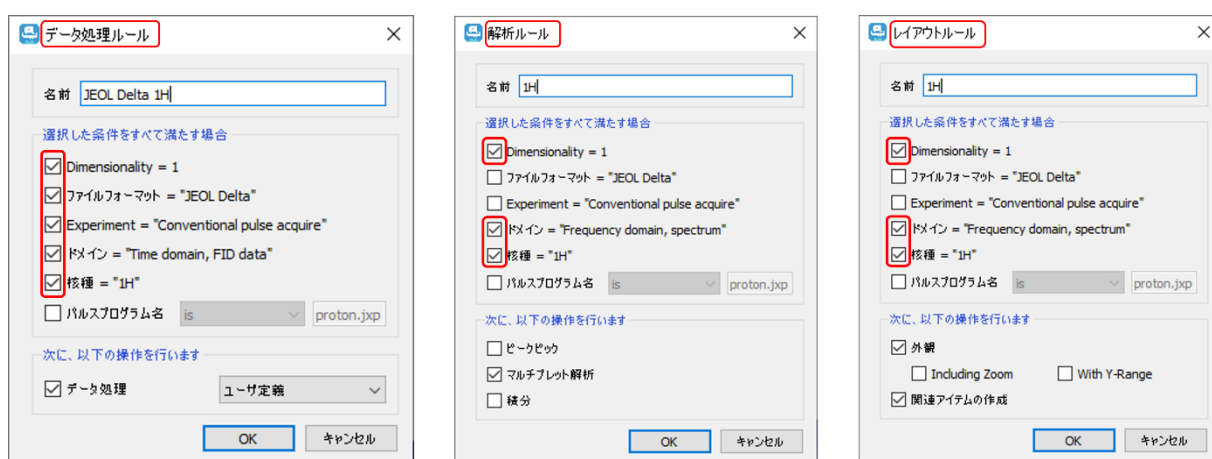 データ処理ルール
名前 JEOL Delta 1H
選択した条件をすべて満たす場合
Dimensionality = 1
ファイルフォーマット = "JEOL Delta"
Experiment = "Conventional pulse acquire"
ドメイン = "Time domain, FID data"
核種 = "1H"
パルスプログラム名 is proton.jxp
次に、以下の操作を行います
データ処理 ユーザ定義
OK キャンセル
解析ルール
名前 1H
選択した条件をすべて満たす場合
Dimensionality = 1
ファイルフォーマット = "JEOL Delta"
Experiment = "Conventional pulse acquire"
ドメイン = "Frequency domain, spectrum"
核種 = "1H"
パルスプログラム名 is proton.jxp
次に、以下の操作を行います
ピークピック
マルチプレット解析
積分
OK キャンセル
レイアウトルール
名前 1H
選択した条件をすべて満たす場合
Dimensionality = 1
ファイルフォーマット = "JEOL Delta"
Experiment = "Conventional pulse acquire"
ドメイン = "Frequency domain, spectrum"
核種 = "1H"
パルスプログラム名 is proton.jxp
次に、以下の操作を行います
外観
Including Zoom With Y-Range
関連アイテムの作成
OK キャンセル